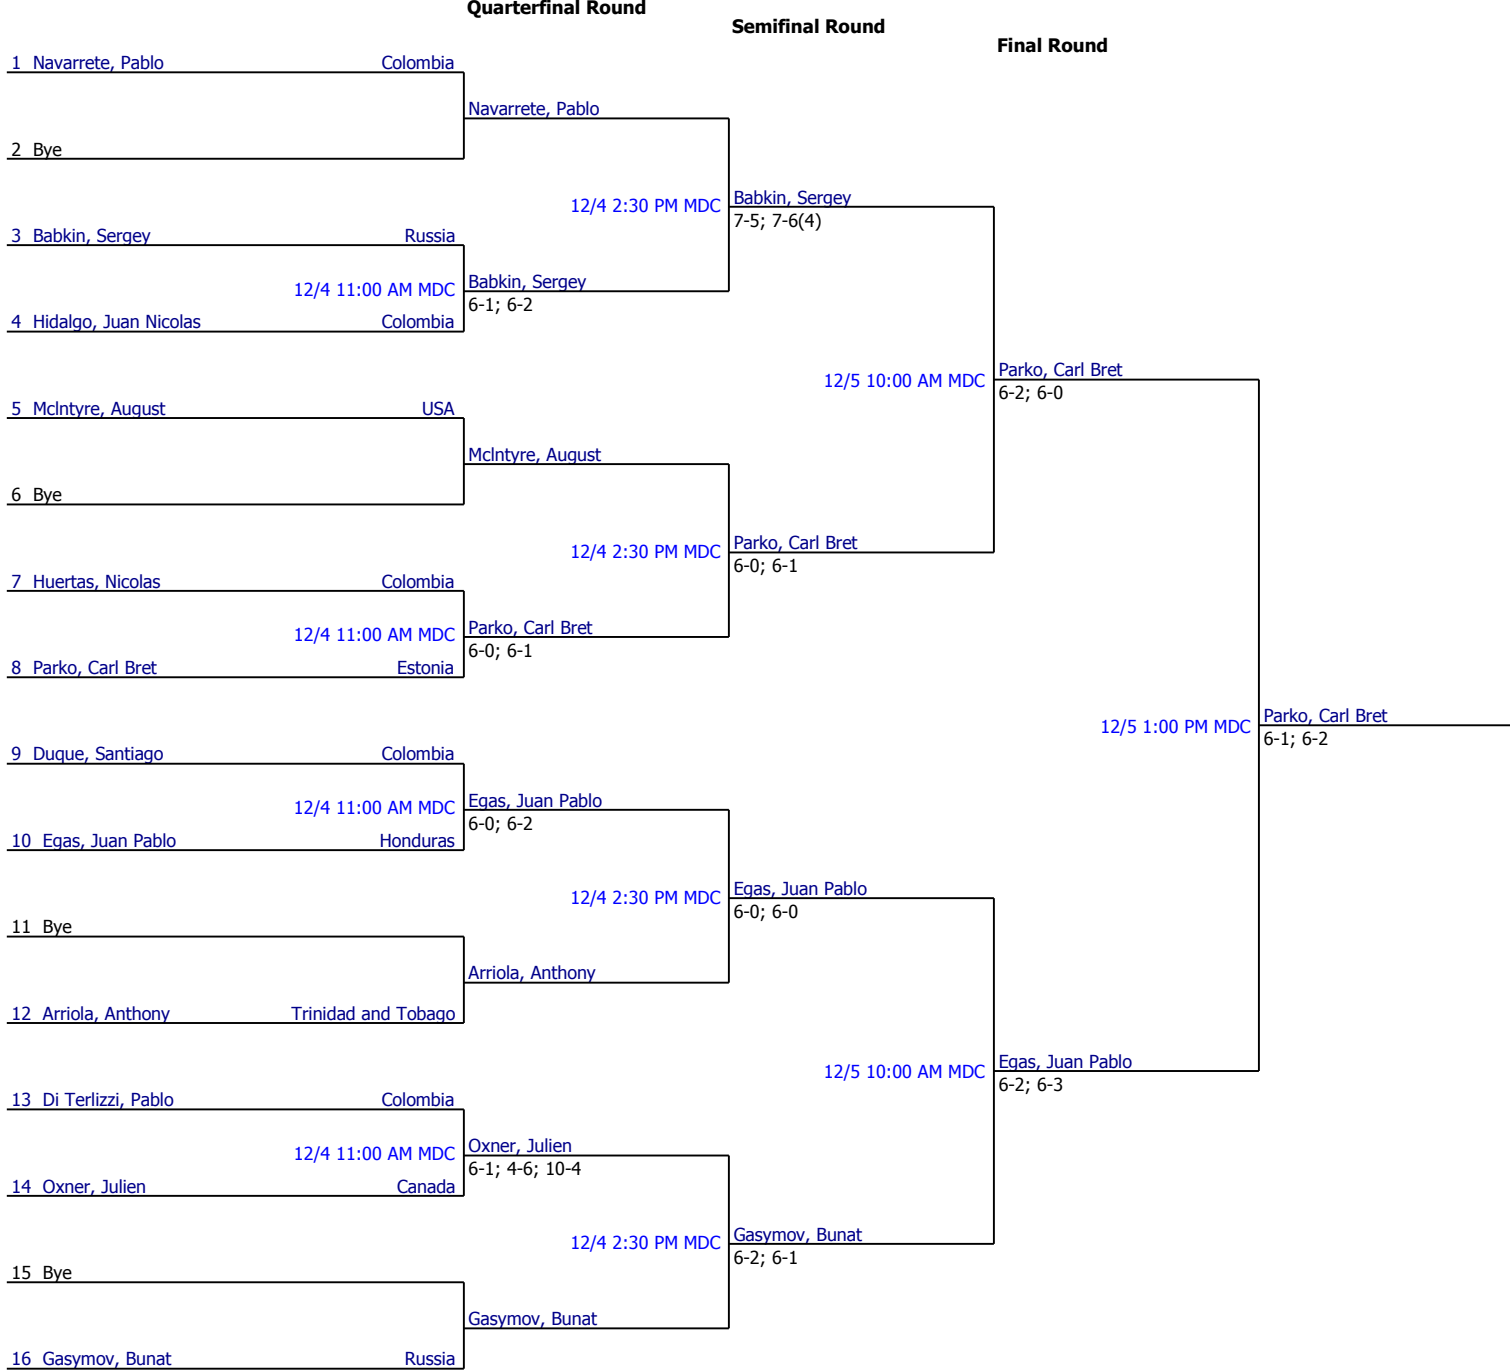 Quarterfinal Round
Semifinal Round
Final Round
1 Navarrete, Pablo Colombia
Navarrete, Pablo
2 Bye
12/4 2:30 PM MDC Babkin, Sergey
7-5; 7-6(4)
3 Babkin, Sergey Russia
12/4 11:00 AM MDC Babkin, Sergey
6-1; 6-2
4 Hidalgo, Juan Nicolas Colombia
12/5 10:00 AM MDC Parko, Carl Bret
6-2; 6-0
5 McIntyre, August USA
McIntyre, August
6 Bye
12/4 2:30 PM MDC Parko, Carl Bret
6-0; 6-1
7 Huertas, Nicolas Colombia
12/4 11:00 AM MDC Parko, Carl Bret
6-0; 6-1
8 Parko, Carl Bret Estonia
12/5 1:00 PM MDC Parko, Carl Bret
6-1; 6-2
9 Duque, Santiago Colombia
12/4 11:00 AM MDC Egas, Juan Pablo
6-0; 6-2
10 Egas, Juan Pablo Honduras
12/4 2:30 PM MDC Egas, Juan Pablo
6-0; 6-0
11 Bye
Arriola, Anthony
12 Arriola, Anthony Trinidad and Tobago
12/5 10:00 AM MDC Egas, Juan Pablo
6-2; 6-3
13 Di Terlizzi, Pablo Colombia
12/4 11:00 AM MDC Oxner, Julien
6-1; 4-6; 10-4
14 Oxner, Julien Canada
12/4 2:30 PM MDC Gasymov, Bunat
6-2; 6-1
15 Bye
Gasymov, Bunat
16 Gasymov, Bunat Russia